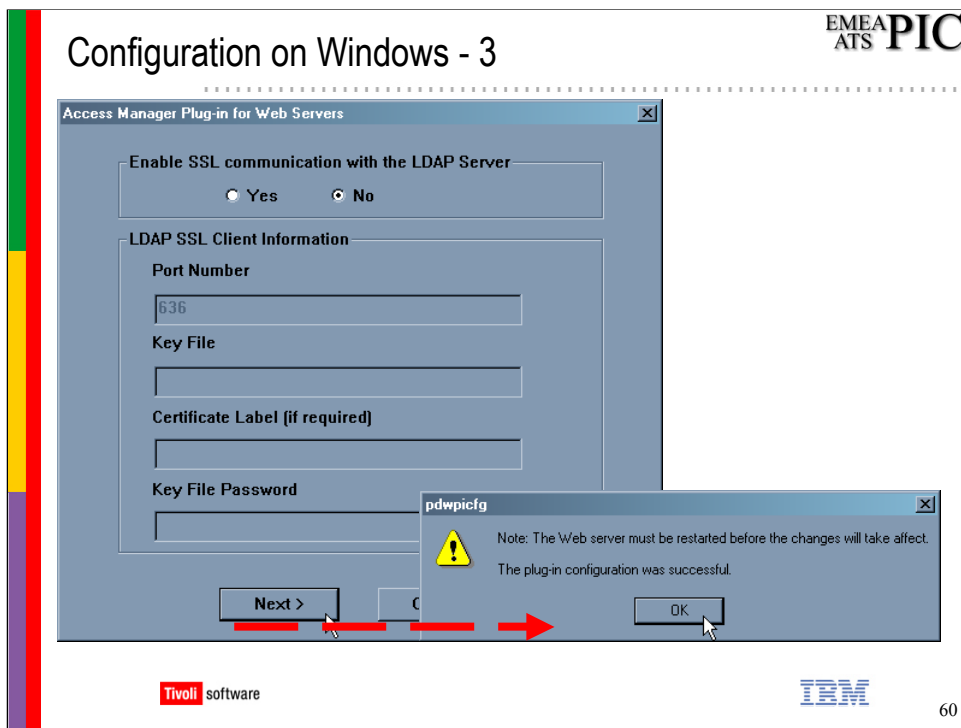 Configuration on Windows - 3
EMEA
ATS PIC
Access Manager Plug-in for Web Servers
Enable SSL communication with the LDAP Server
Yes No
LDAP SSL Client Information
Port Number
636
Key File
Certificate Label (if required)
Key File Password
pdwpicfg
Note: The Web server must be restarted before the changes will take affect.
The plug-in configuration was successful.
OK
Next >
Tivoli software
IBM
60